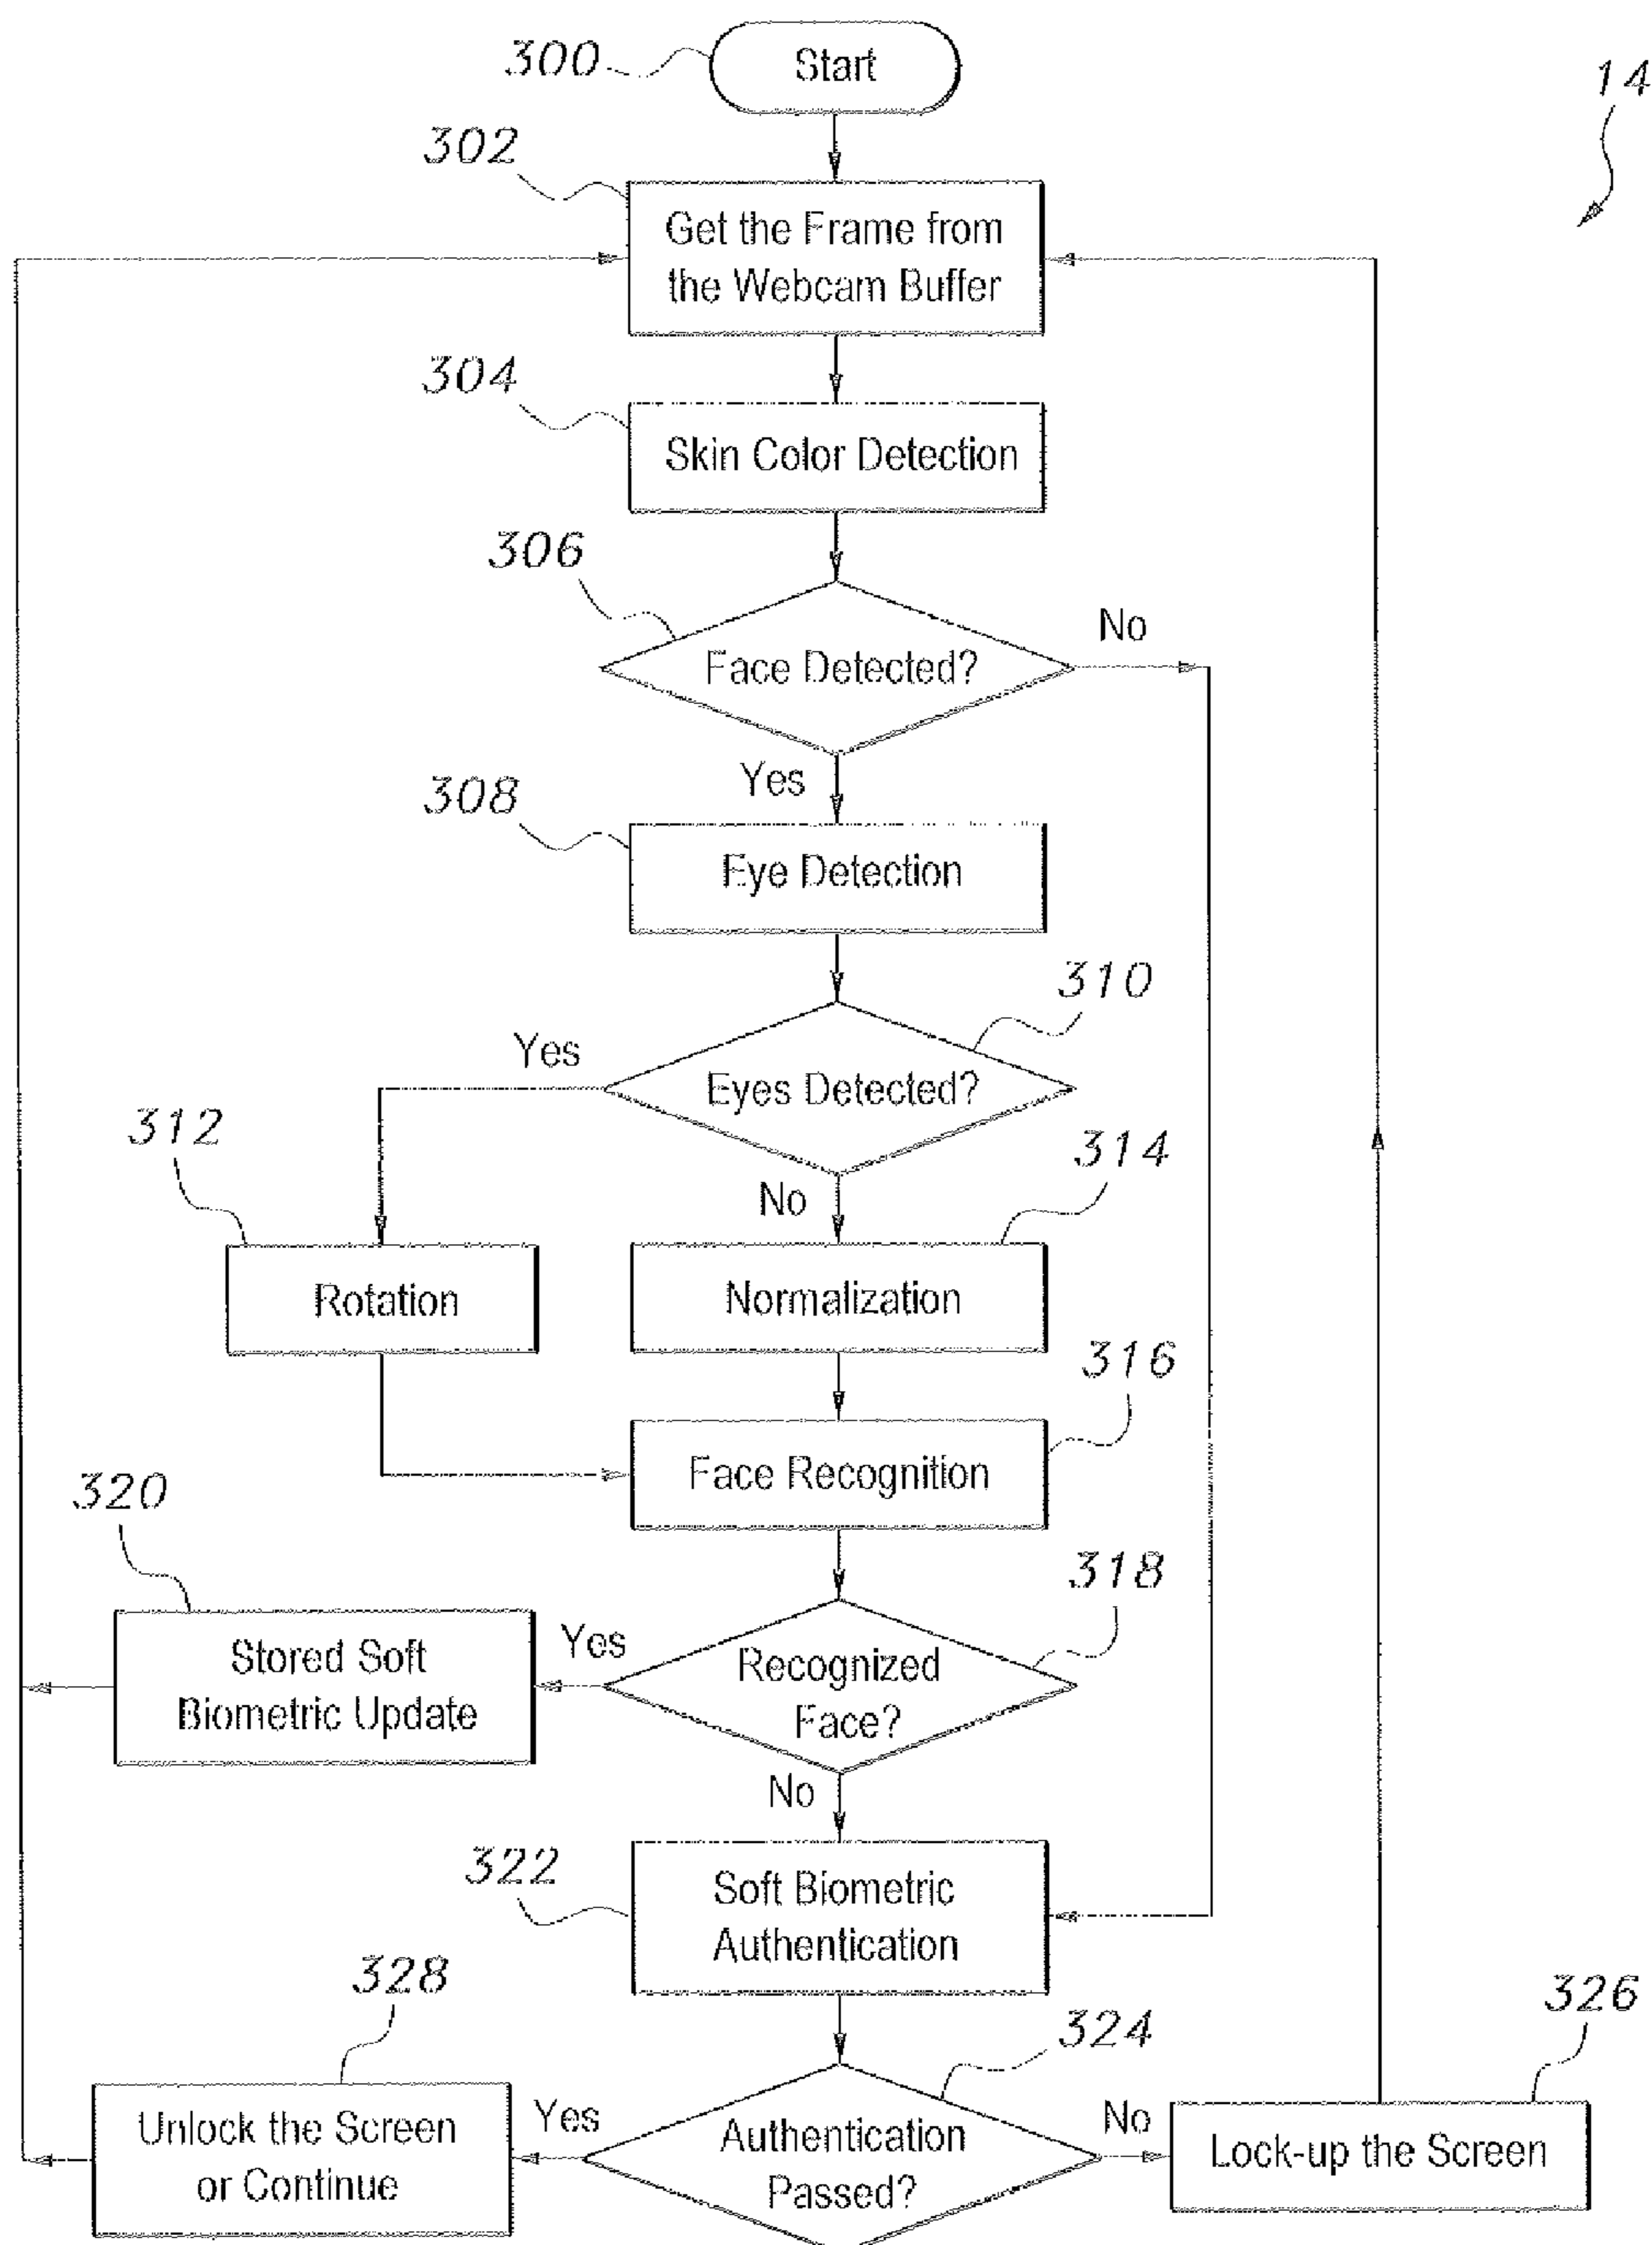 300
Start
14
302
Get the Frame from
the Webcam Buffer
304
Skin Color Detection
306
No
Face Detected?
Yes
308
Eye Detection
310
Yes
Eyes Detected?
312
314
No
Rotation
Normalization
316
Face Recognition
320
318
Stored Soft
Biometric Update
Yes
Recognized
Face?
No
322
Soft Biometric
Authentication
328
324
326
Unlock the Screen
or Continue
Yes
Authentication
Passed?
No
Lock-up the Screen